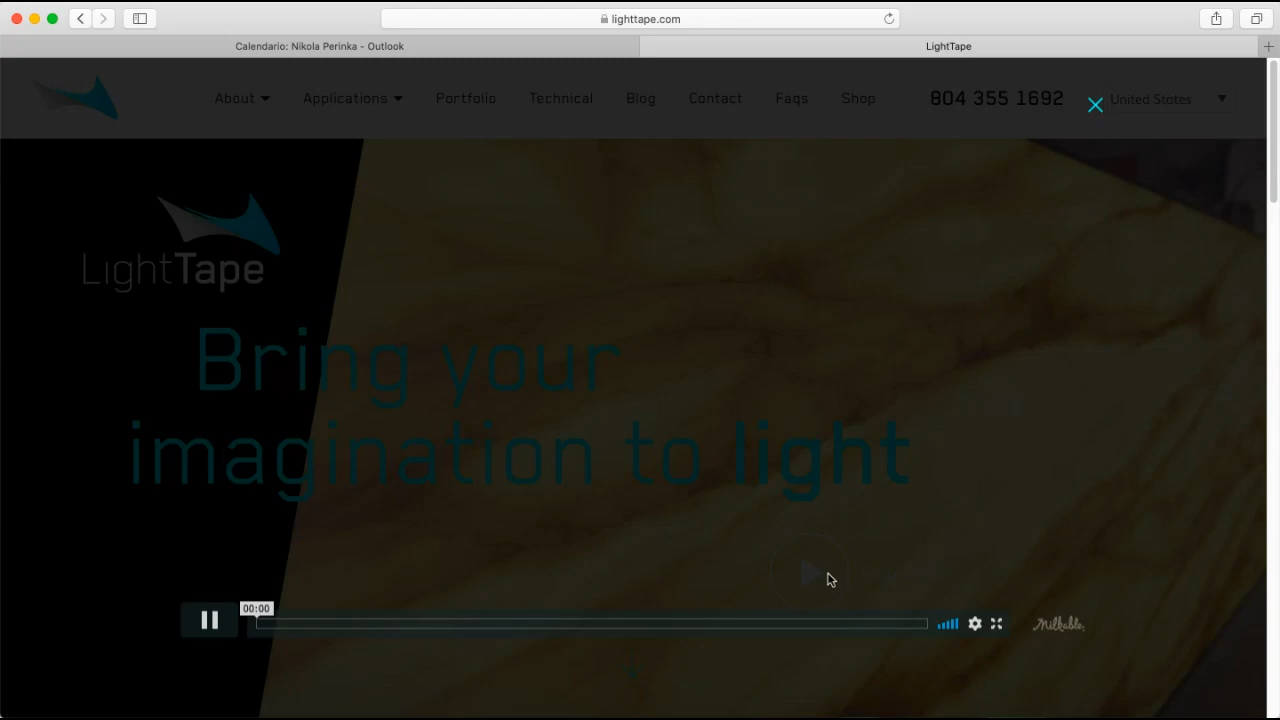 lighttape.com
Calendario: Nikola Perinka - Outlook
LightTape
About
Applications
Portfolio
Technical
Blog
Contact
Faqs
Shop
804 355 1692
United States
LightTape
Bring your
imagination to light
00:00
Milkable.